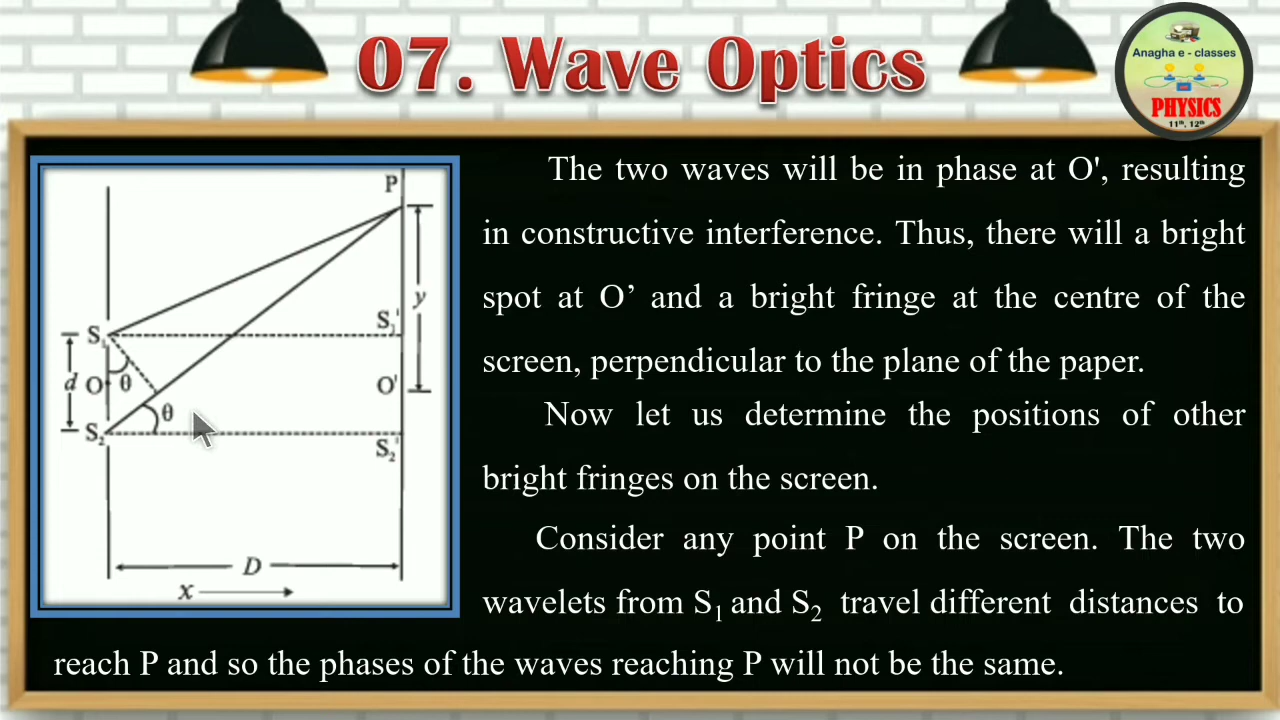 07. Wave Optics
Anagha e - classes
PHYSICS
11th, 12th
P
y
S1'
S1
d
O
θ
O'
θ
S2
S2'
D
x
The two waves will be in phase at O', resulting
in constructive interference. Thus, there will a bright
spot at O’ and a bright fringe at the centre of the
screen, perpendicular to the plane of the paper.
Now let us determine the positions of other
bright fringes on the screen.
Consider any point P on the screen. The two
wavelets from S1 and S2 travel different distances to
reach P and so the phases of the waves reaching P will not be the same.